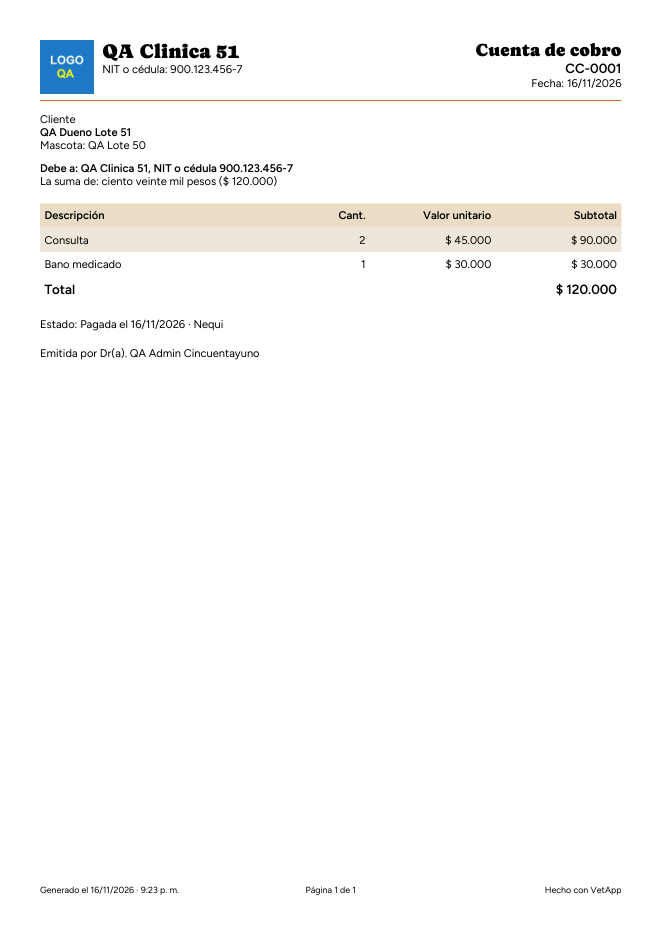 LOGO
QA
QA Clinica 51
NIT o cédula: 900.123.456-7
Cuenta de cobro
CC-0001
Fecha: 16/11/2026
Cliente
QA Dueno Lote 51
Mascota: QA Lote 50
Debe a: QA Clinica 51, NIT o cédula 900.123.456-7
La suma de: ciento veinte mil pesos ($ 120.000)
Descripción Cant. Valor unitario Subtotal
Consulta 2 $ 45.000 $ 90.000
Bano medicado 1 $ 30.000 $ 30.000
Total $ 120.000
Estado: Pagada el 16/11/2026 · Nequi
Emitida por Dr(a). QA Admin Cincuentayuno
Generado el 16/11/2026 · 9:23 p. m. Página 1 de 1 Hecho con VetApp